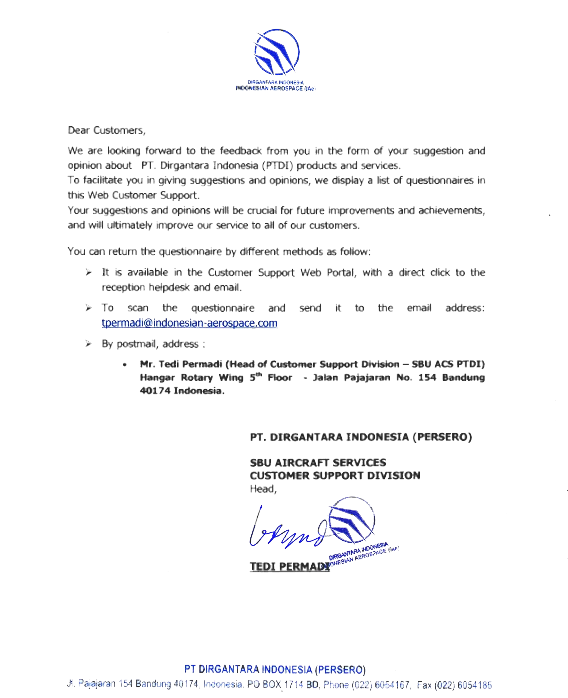 DIRGANTARA INDONESIA
INDONESIAN AEROSPACE (IAe)
Dear Customers,
We are looking forward to the feedback from you in the form of your suggestion and
opinion about PT. Dirgantara Indonesia (PTDI) products and services.
To facilitate you in giving suggestions and opinions, we display a list of questionnaires in
this Web Customer Support.
Your suggestions and opinions will be crucial for future improvements and achievements,
and will ultimately improve our service to all of our customers.
You can return the questionnaire by different methods as follow:
➢ It is available in the Customer Support Web Portal, with a direct click to the
reception helpdesk and email.
➢ To scan the questionnaire and send it to the email address:
tpermadi@indonesian-aerospace.com
➢ By postmail, address :
• Mr. Tedi Permadi (Head of Customer Support Division – SBU ACS PTDI)
Hangar Rotary Wing 5th Floor - Jalan Pajajaran No. 154 Bandung
40174 Indonesia.
PT. DIRGANTARA INDONESIA (PERSERO)
SBU AIRCRAFT SERVICES
CUSTOMER SUPPORT DIVISION
Head,
DIRGANTARA INDONESIA
INDONESIAN AEROSPACE (IAe)
TEDI PERMADI
PT DIRGANTARA INDONESIA (PERSERO)
Jl. Pajajaran 154 Bandung 40174, Indonesia, PO BOX 1714 BD, Phone (022) 6054167, Fax (022) 6054185